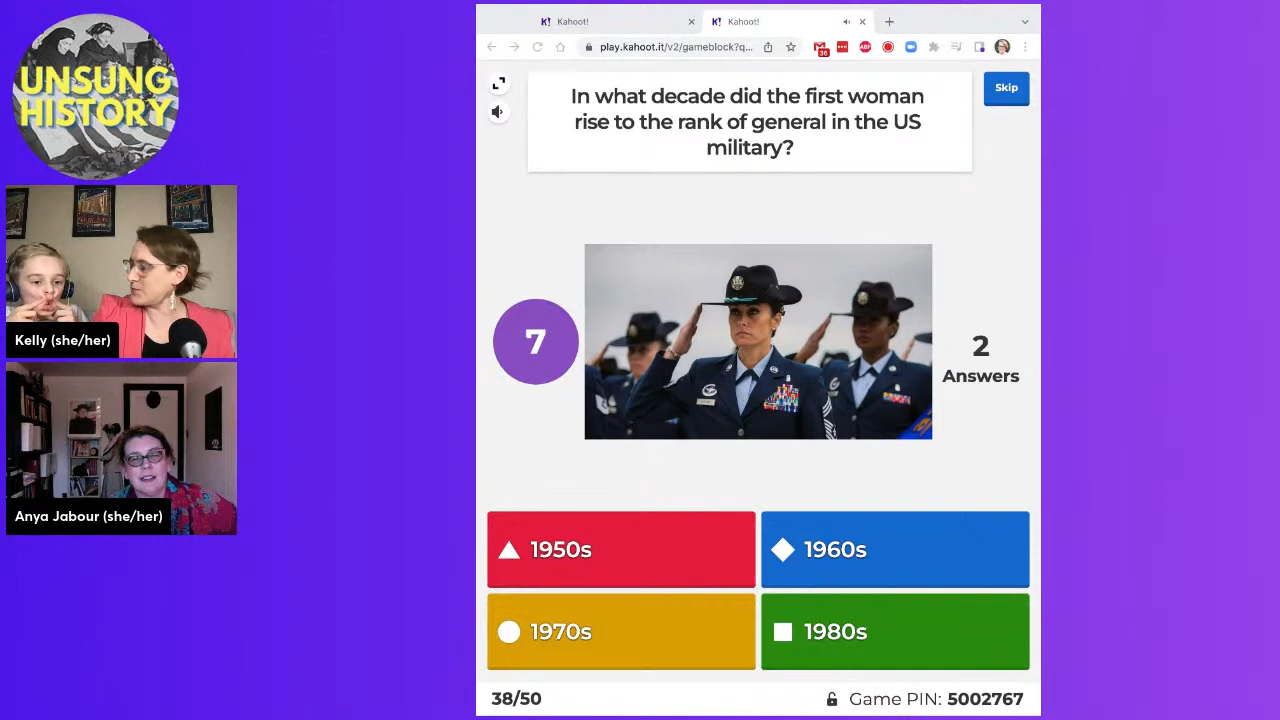 UNSUNG
HISTORY
Kelly (she/her)
Anya Jabour (she/her)
Kahoot!
Kahoot!
play.kahoot.it/v2/gameblock?q...
36
ABP
In what decade did the first woman
rise to the rank of general in the US
military?
Skip
7
2
Answers
1950s
1960s
1970s
1980s
38/50
Game PIN: 5002767